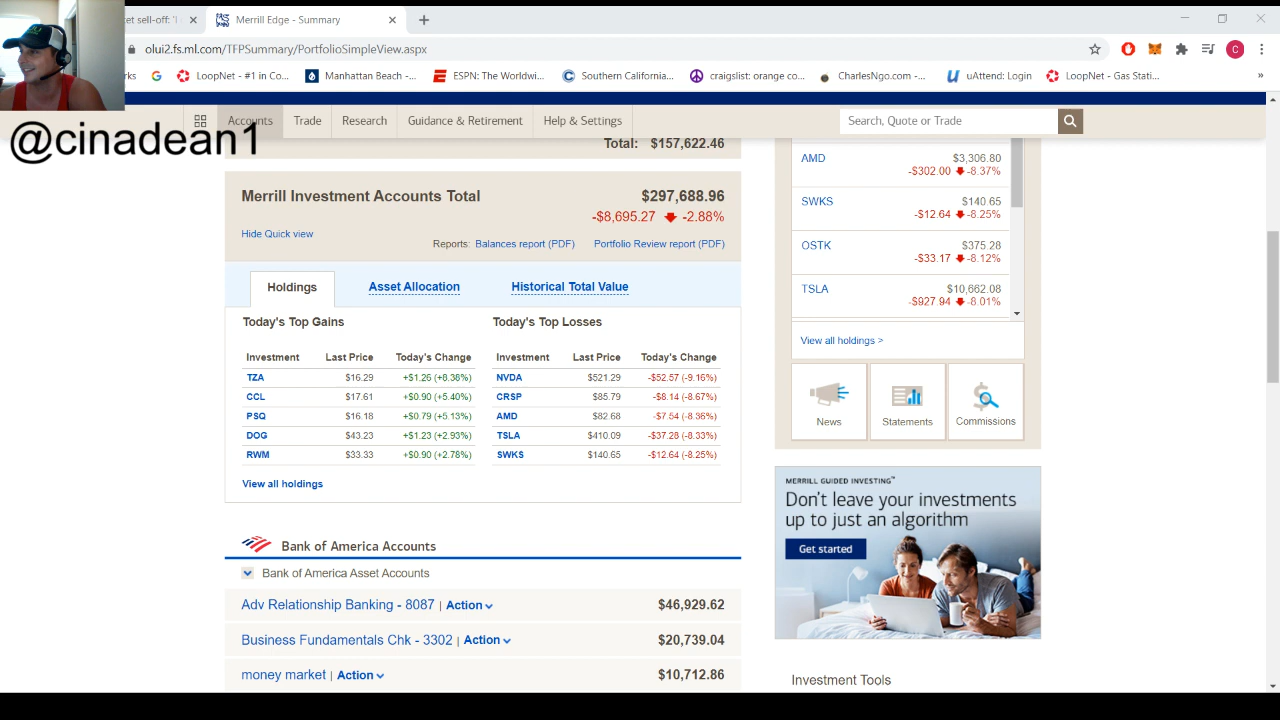 ket sell-off: 'I
Merrill Edge - Summary
olui2.fs.ml.com/TFPSummary/PortfolioSimpleView.aspx
C
rks
G
LoopNet - #1 in Co...
Manhattan Beach -...
ESPN: The Worldwi...
Southern California...
craigslist: orange co...
CharlesNgo.com -...
uAttend: Login
LoopNet - Gas Stati...
»
Accounts
Trade
Research
Guidance & Retirement
Help & Settings
Search, Quote or Trade
@cinadean1
Total: $157,622.46
Merrill Investment Accounts Total
$297,688.96
-$8,695.27 -2.88%
Hide Quick view
Reports: Balances report (PDF) Portfolio Review report (PDF)
Holdings
Asset Allocation
Historical Total Value
Today's Top Gains
Investment Last Price Today's Change
TZA $16.29 +$1.26 (+8.38%)
CCL $17.61 +$0.90 (+5.40%)
PSQ $16.18 +$0.79 (+5.13%)
DOG $43.23 +$1.23 (+2.93%)
RWM $33.33 +$0.90 (+2.78%)
View all holdings
Today's Top Losses
Investment Last Price Today's Change
NVDA $521.29 -$52.57 (-9.16%)
CRSP $85.79 -$8.14 (-8.67%)
AMD $82.68 -$7.54 (-8.36%)
TSLA $410.09 -$37.28 (-8.33%)
SWKS $140.65 -$12.64 (-8.25%)
Bank of America Accounts
Bank of America Asset Accounts
Adv Relationship Banking - 8087 | Action $46,929.62
Business Fundamentals Chk - 3302 | Action $20,739.04
money market | Action $10,712.86
AMD $3,306.80
-$302.00 -8.37%
SWKS $140.65
-$12.64 -8.25%
OSTK $375.28
-$33.17 -8.12%
TSLA $10,662.08
-$927.94 -8.01%
View all holdings >
News
Statements
Commissions
MERRILL GUIDED INVESTING™
Don't leave your investments
up to just an algorithm
Get started
Investment Tools